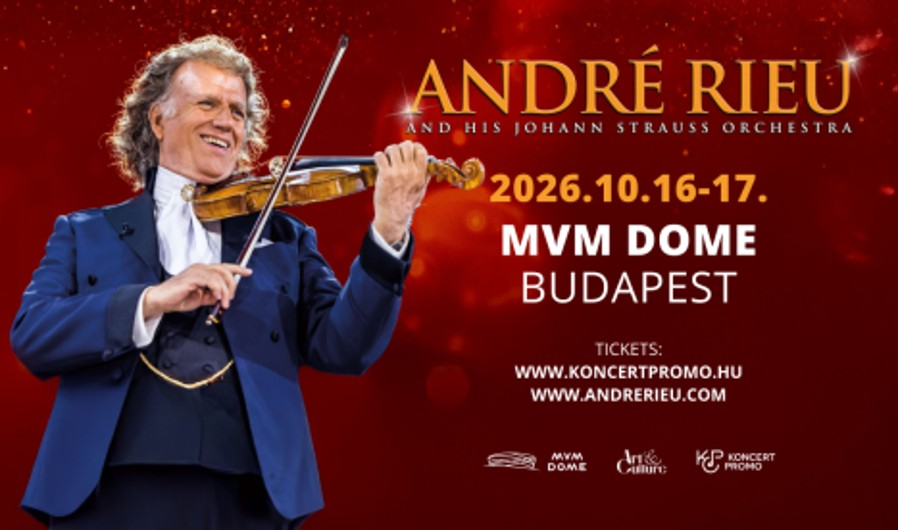 ANDRÉ RIEU
AND HIS JOHANN STRAUSS ORCHESTRA
2026.10.16-17.
MVM DOME
BUDAPEST
TICKETS:
WWW.KONCERTPROMO.HU
WWW.ANDRERIEU.COM
MVM DOME
Art & Culture
KP KONCERT PROMO